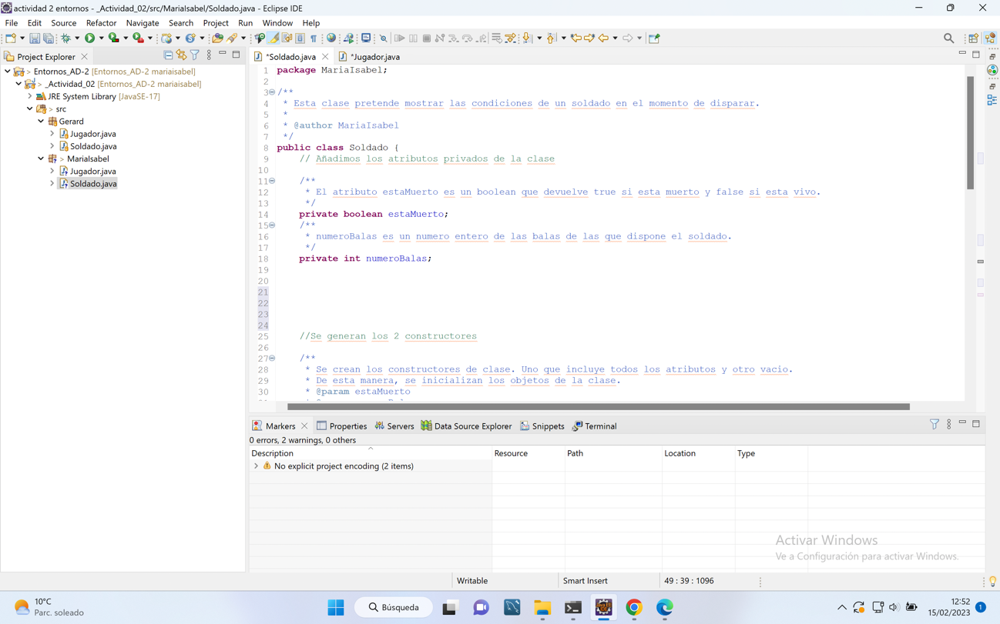 actividad 2 entornos - _Actividad_02/src/MariaIsabel/Soldado.java - Eclipse IDE
File Edit Source Refactor Navigate Search Project Run Window Help
Project Explorer
*Soldado.java
*Jugador.java
Entornos_AD-2 [Entornos_AD-2 mariaisabel]
_Actividad_02 [Entornos_AD-2 mariaisabel]
JRE System Library [JavaSE-17]
src
Gerard
Jugador.java
Soldado.java
MariaIsabel
Jugador.java
Soldado.java
1 package MariaIsabel;
2
3 /**
4 * Esta clase pretende mostrar las condiciones de un soldado en el momento de disparar.
5 *
6 * @author MariaIsabel
7 */
8 public class Soldado {
9 // Añadimos los atributos privados de la clase
10
11 /**
12 * El atributo estaMuerto es un boolean que devuelve true si esta muerto y false si esta vivo.
13 */
14 private boolean estaMuerto;
15 /**
16 * numeroBalas es un numero entero de las balas de las que dispone el soldado.
17 */
18 private int numeroBalas;
19
20
21
22
23
24
25 //Se generan los 2 constructores
26
27 /**
28 * Se crean los constructores de clase. Uno que incluye todos los atributos y otro vacio.
29 * De esta manera, se inicializan los objetos de la clase.
30 * @param estaMuerto
Markers Properties Servers Data Source Explorer Snippets Terminal
0 errors, 2 warnings, 0 others
Description Resource Path Location Type
No explicit project encoding (2 items)
Activar Windows
Ve a Configuración para activar Windows.
Writable Smart Insert 49 : 39 : 1096
10°C
Parc. soleado
Búsqueda
12:52
15/02/2023
1